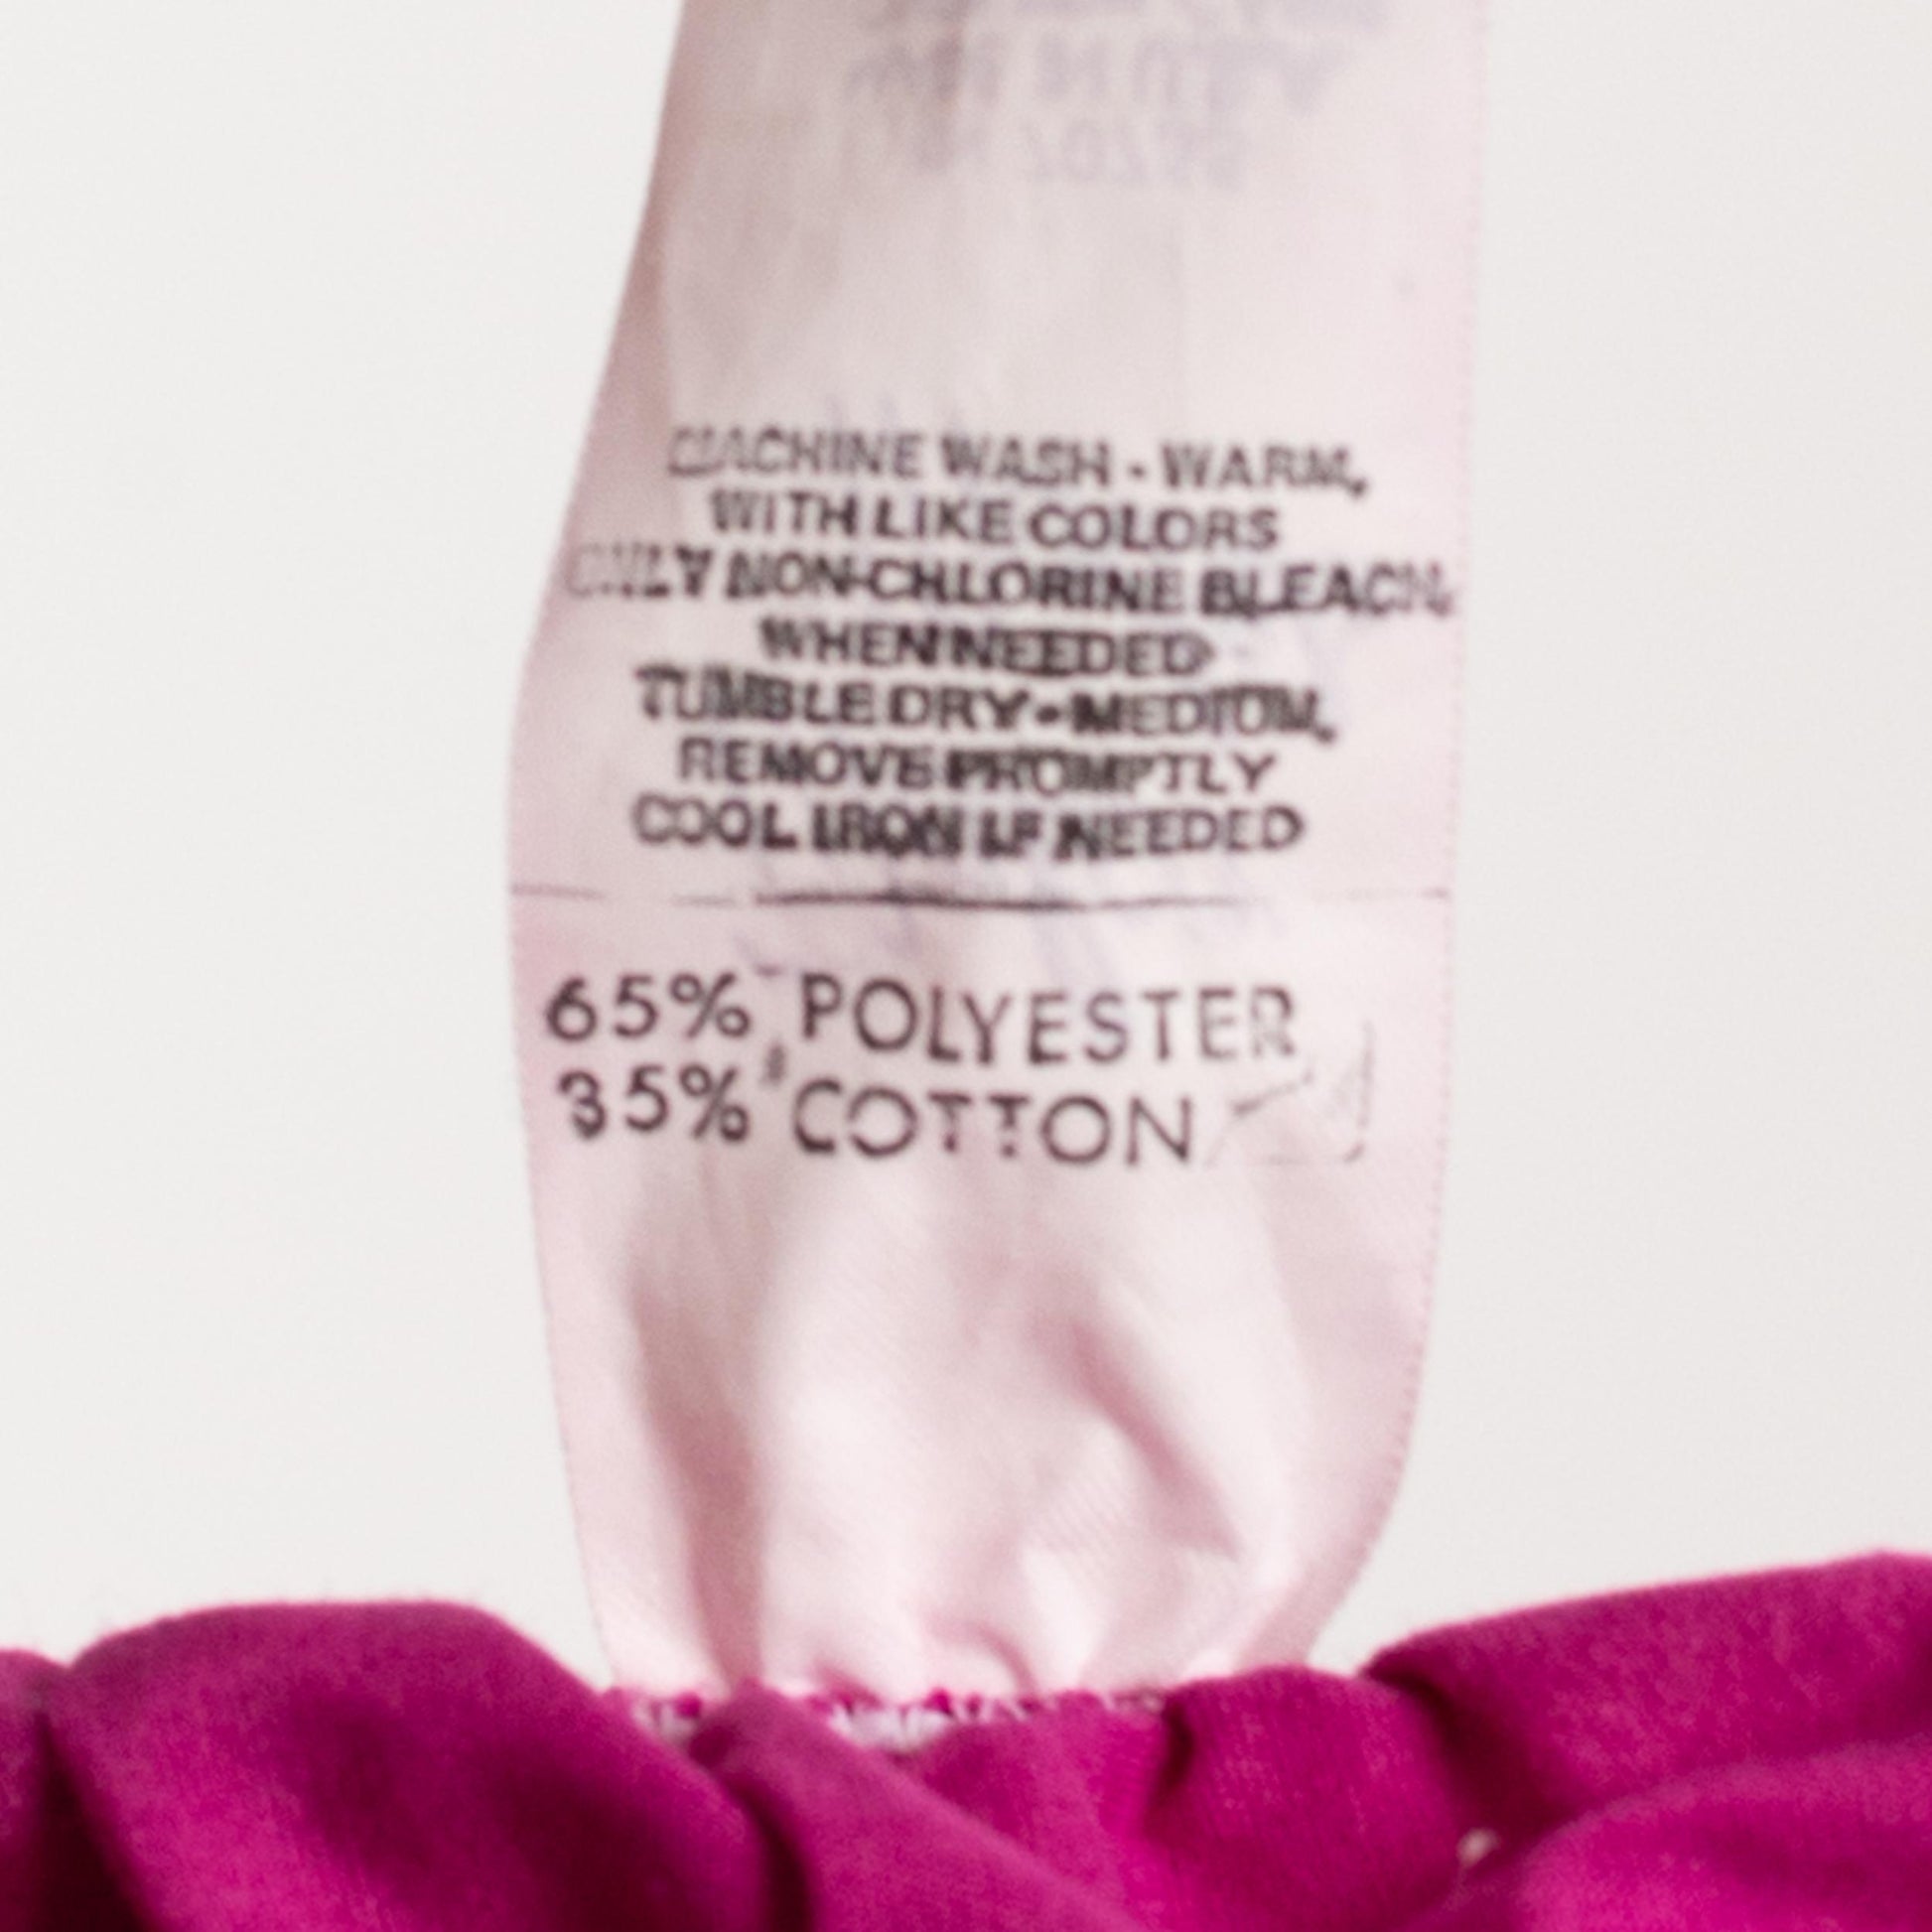 MACHINE WASH - WARM,
WITH LIKE COLORS
ONLY NON-CHLORINE BLEACH,
WHEN NEEDED
TUMBLE DRY - MEDIUM,
REMOVE PROMPTLY
COOL IRON IF NEEDED
65% POLYESTER
35% COTTON